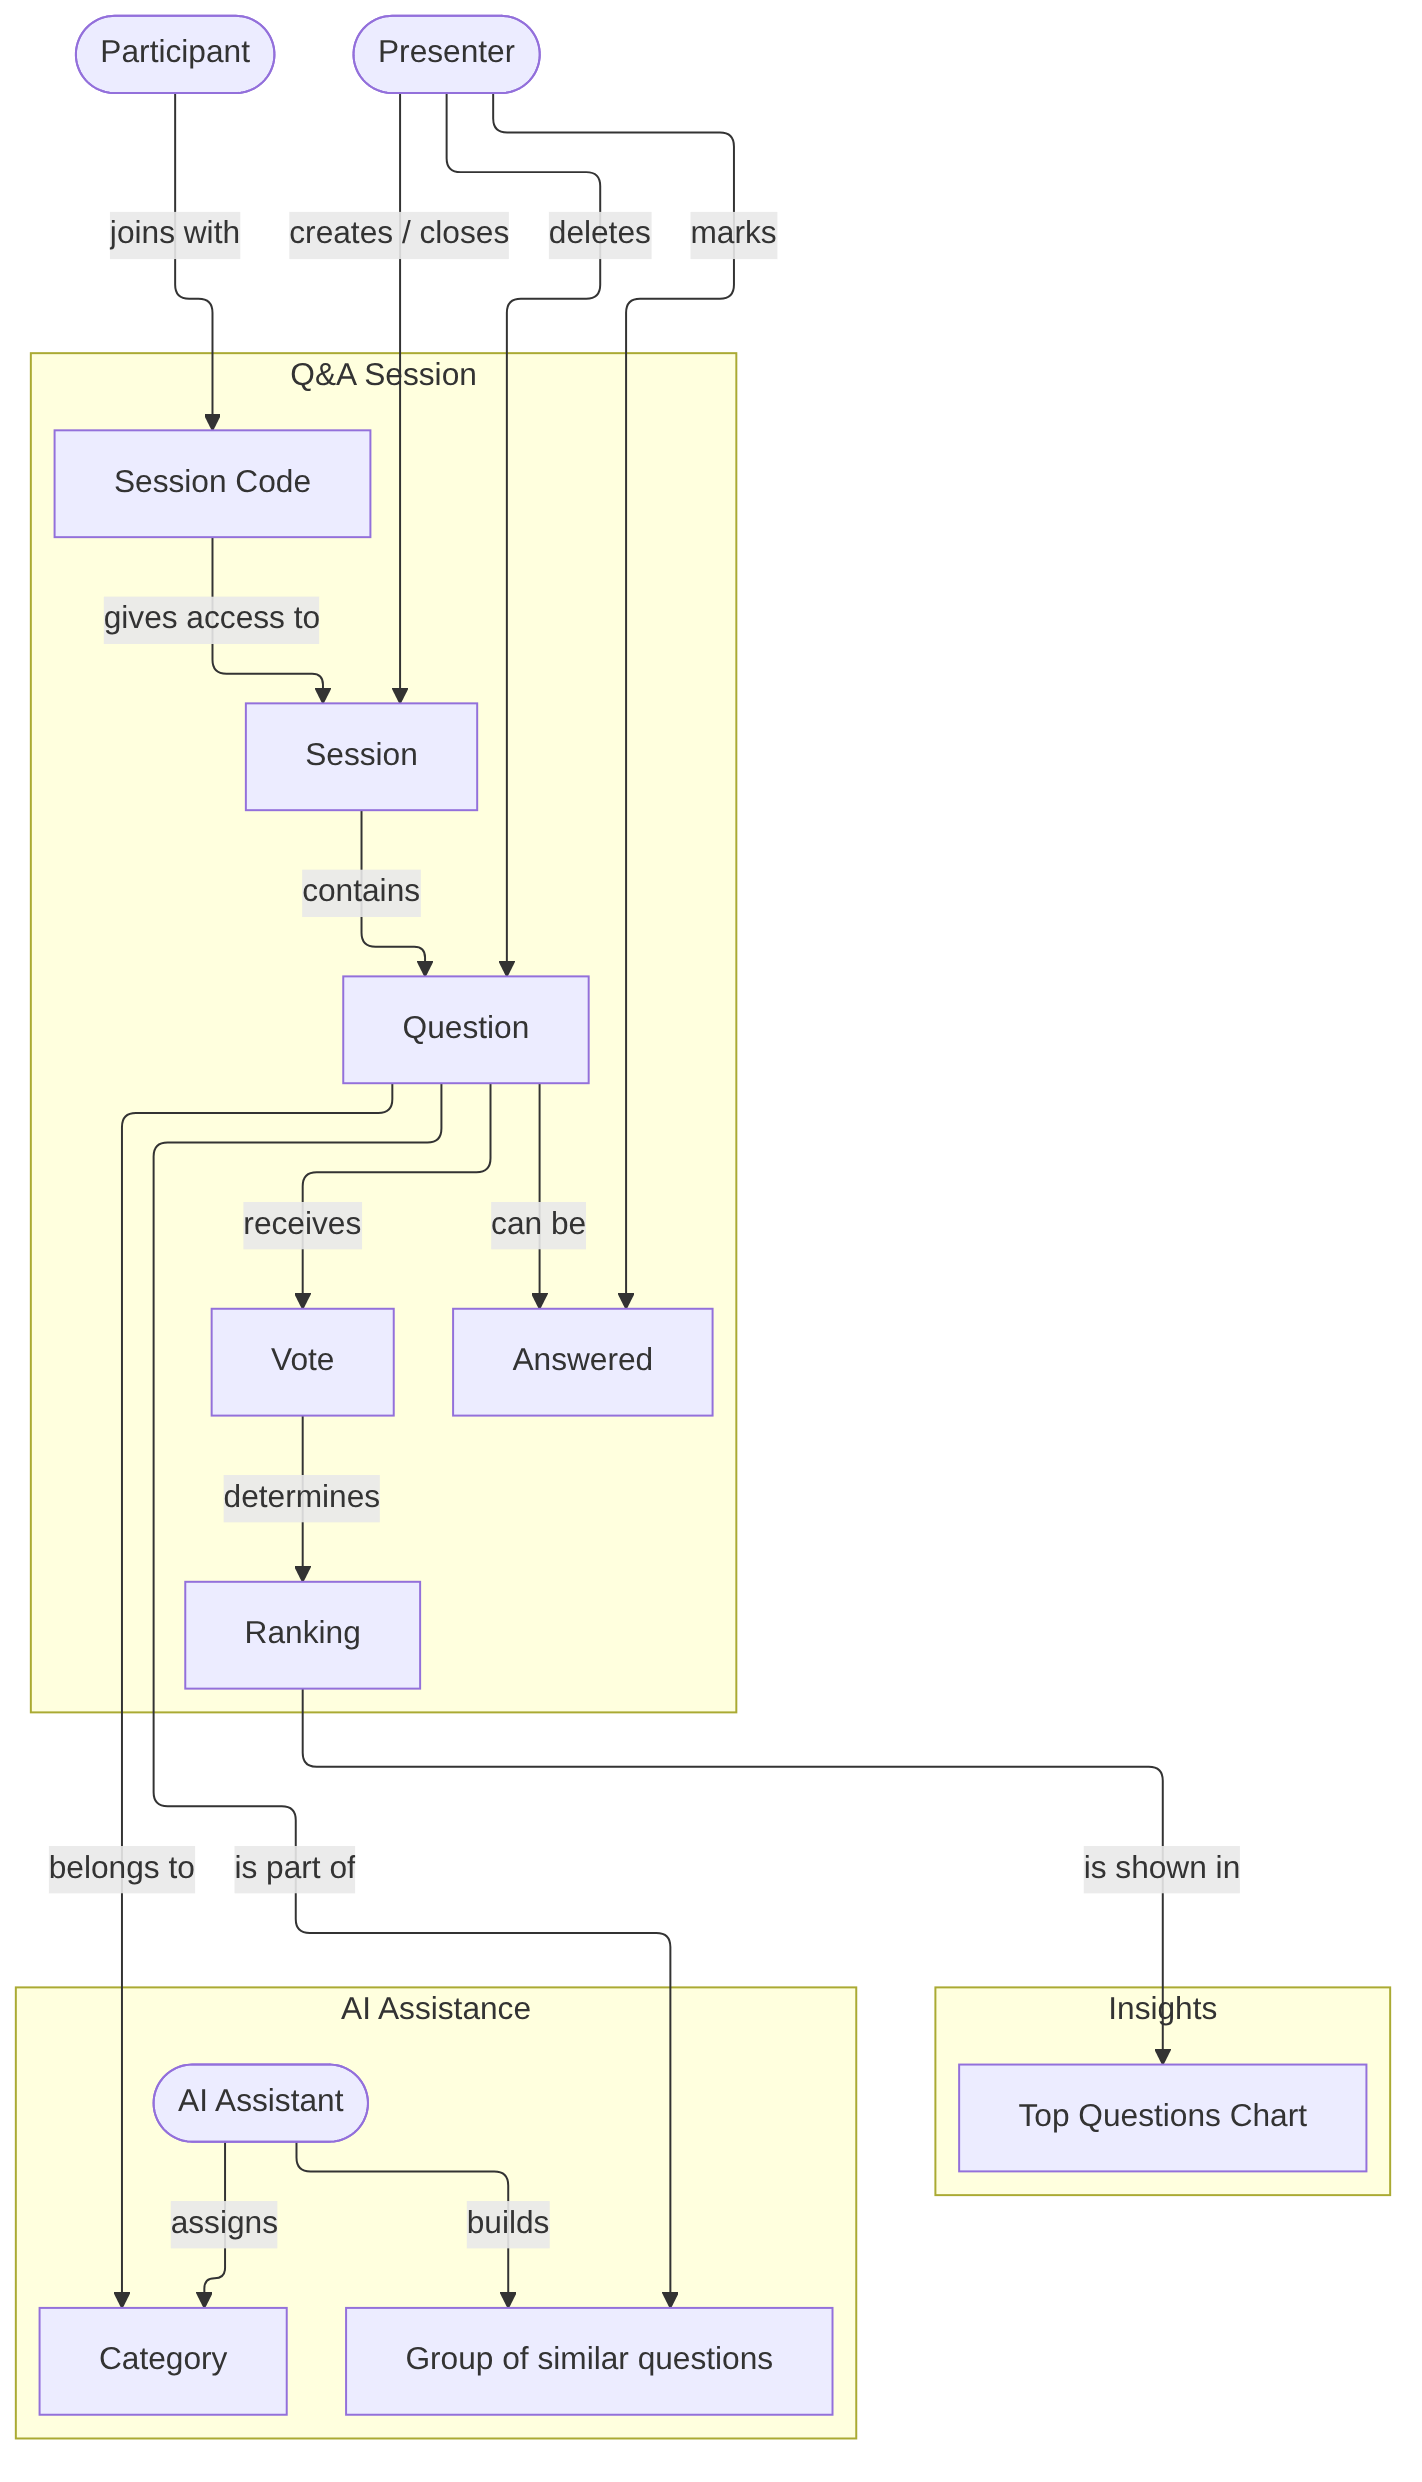 Participant
Presenter
joins with
creates / closes
deletes
marks
Q&A Session
Session Code
gives access to
Session
contains
Question
receives
can be
Vote
Answered
determines
Ranking
belongs to
is part of
is shown in
AI Assistance
Insights
AI Assistant
Top Questions Chart
assigns
builds
Category
Group of similar questions